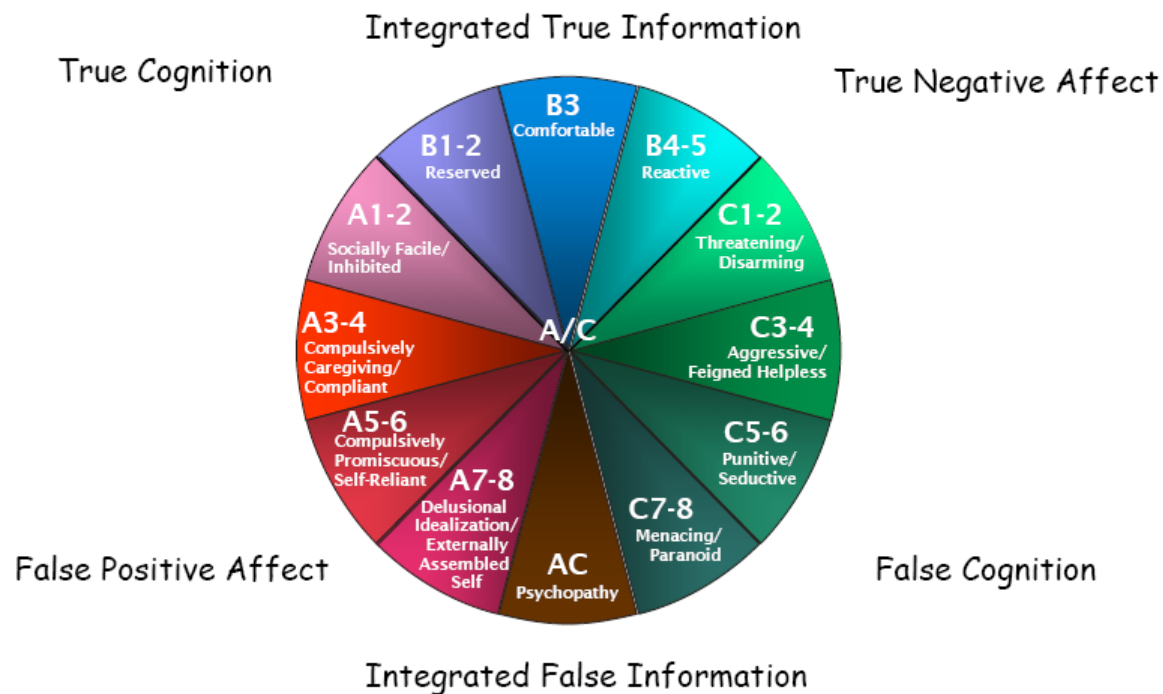 Integrated True Information
True Cognition
True Negative Affect
B3
Comfortable
B1-2
Reserved
B4-5
Reactive
A1-2
Socially Facile/
Inhibited
C1-2
Threatening/
Disarming
A3-4
Compulsively
Caregiving/
Compliant
A/C
C3-4
Aggressive/
Feigned Helpless
A5-6
Compulsively
Promiscuous/
Self-Reliant
C5-6
Punitive/
Seductive
A7-8
Delusional
Idealization/
Externally
Assembled
Self
C7-8
Menacing/
Paranoid
AC
Psychopathy
False Positive Affect
False Cognition
Integrated False Information